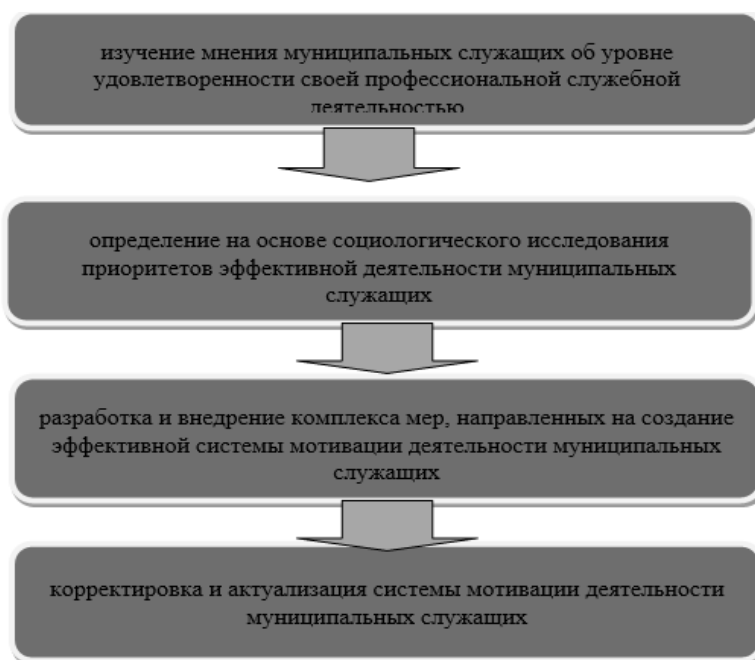 изучение мнения муниципальных служащих об уровне
удовлетворенности своей профессиональной служебной
деятельностью
определение на основе социологического исследования
приоритетов эффективной деятельности муниципальных
служащих
разработка и внедрение комплекса мер, направленных на создание
эффективной системы мотивации деятельности муниципальных
служащих
корректировка и актуализация системы мотивации деятельности
муниципальных служащих